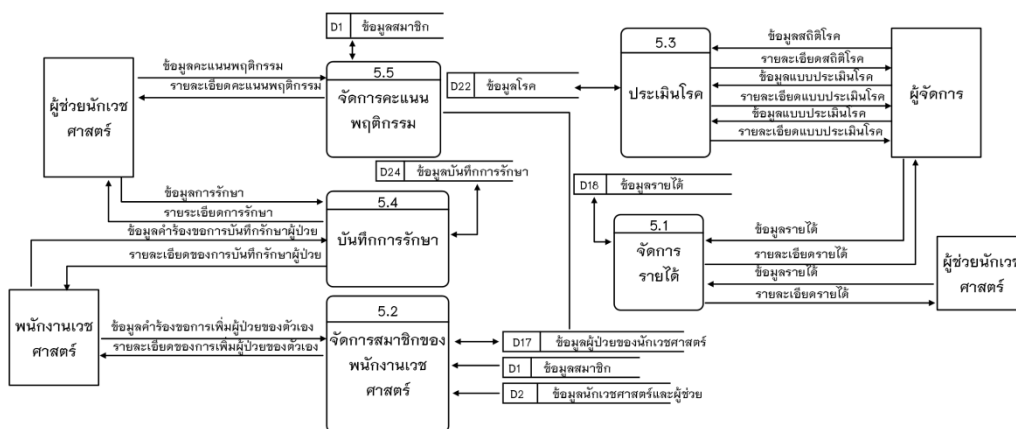 D1 ข้อมูลสมาชิก
ผู้ช่วยนักเวช
ศาสตร์
ข้อมูลคะแนนพฤติกรรม
รายละเอียดคะแนนพฤติกรรม
5.5
จัดการคะแนน
พฤติกรรม
D22 ข้อมูลโรค
5.3
ประเมินโรค
ข้อมูลสถิติโรค
รายละเอียดสถิติโรค
ข้อมูลแบบประเมินโรค
รายละเอียดแบบประเมินโรค
ข้อมูลแบบประเมินโรค
รายละเอียดแบบประเมินโรค
ผู้จัดการ
D24 ข้อมูลบันทึกการรักษา
ข้อมูลการรักษา
รายระเอียดการรักษา
ข้อมูลคำร้องขอการบันทึกรักษาผู้ป่วย
รายละเอียดของการบันทึกรักษาผู้ป่วย
5.4
บันทึกการรักษา
D18 ข้อมูลรายได้
5.1
จัดการ
รายได้
ข้อมูลรายได้
รายละเอียดรายได้
ข้อมูลรายได้
รายละเอียดรายได้
ผู้ช่วยนักเวช
ศาสตร์
พนักงานเวช
ศาสตร์
ข้อมูลคำร้องขอการเพิ่มผู้ป่วยของตัวเอง
รายละเอียดของการเพิ่มผู้ป่วยของตัวเอง
5.2
จัดการสมาชิกของ
พนักงานเวช
ศาสตร์
D17 ข้อมูลผู้ป่วยของนักเวชศาสตร์
D1 ข้อมูลสมาชิก
D2 ข้อมูลนักเวชศาสตร์และผู้ช่วย